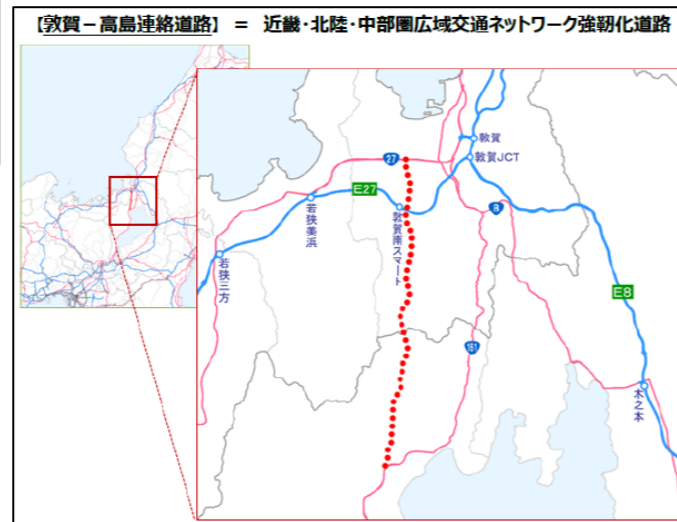 【敦賀－高島連絡道路】 ＝ 近畿・北陸・中部圏広域交通ネットワーク強靭化道路
敦賀
27
敦賀JCT
E27
若狭美浜
敦賀南スマート
8
若狭三方
E8
161
木之本